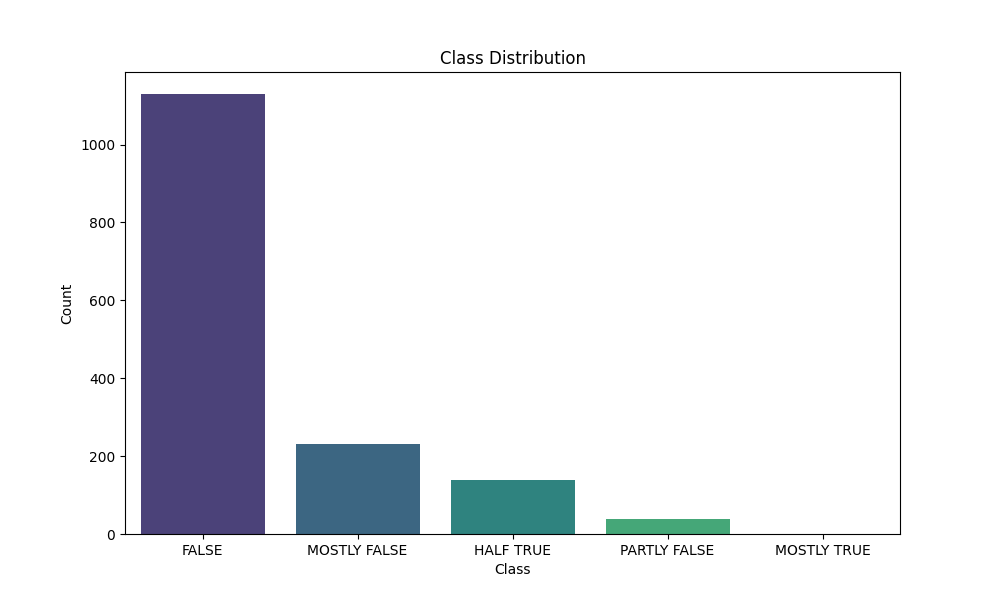 Class Distribution
1000
800
600
400
200
0
Count
FALSE MOSTLY FALSE HALF TRUE PARTLY FALSE MOSTLY TRUE
Class